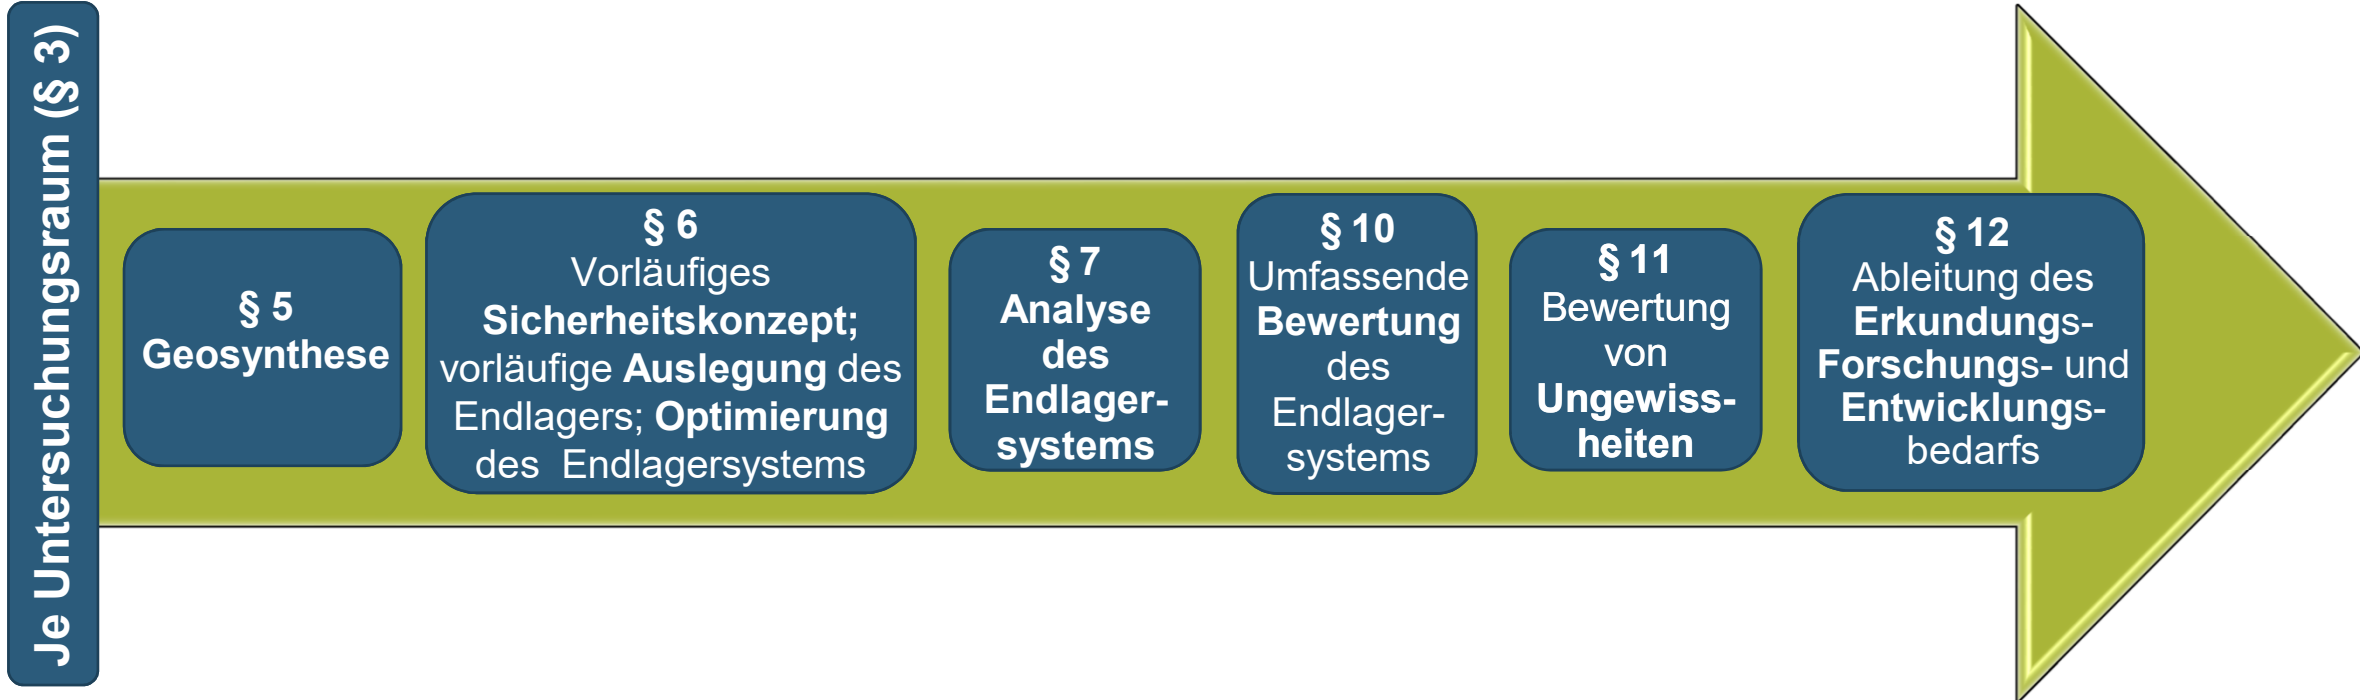 Je Untersuchungsraum (§ 3)
§ 5
Geosynthese
§ 6
Vorläufiges
Sicherheitskonzept;
vorläufige Auslegung des
Endlagers; Optimierung
des Endlagersystems
§ 7
Analyse
des
Endlager-
systems
§ 10
Umfassende
Bewertung
des
Endlager-
systems
§ 11
Bewertung
von
Ungewiss-
heiten
§ 12
Ableitung des
Erkundungs-
Forschungs- und
Entwicklungs-
bedarfs